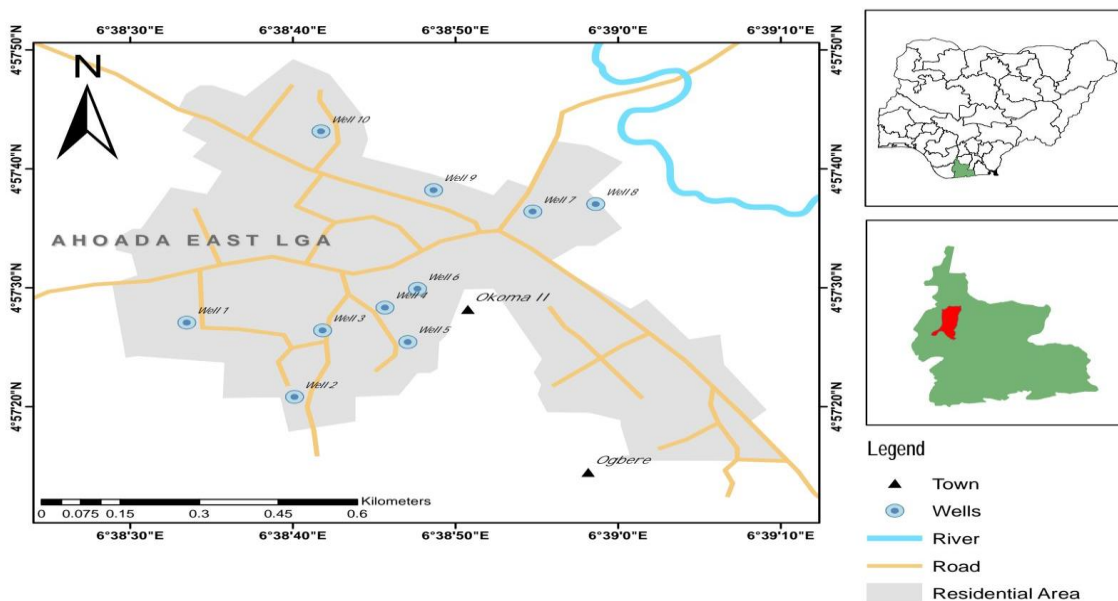 6°38'30"E 6°38'40"E 6°38'50"E 6°39'0"E 6°39'10"E
4°57'50"N 4°57'50"N
N
Well 10
4°57'40"N 4°57'40"N
Well 9
Well 8
Well 7
AHOADA EAST LGA
4°57'30"N 4°57'30"N
Well 6
Okoma II
Well 4
Well 1
Well 3
Well 5
Well 2
4°57'20"N 4°57'20"N
Ogbere
Kilometers
0 0.075 0.15 0.3 0.45 0.6
6°38'30"E 6°38'40"E 6°38'50"E 6°39'0"E 6°39'10"E
Legend
Town
Wells
River
Road
Residential Area